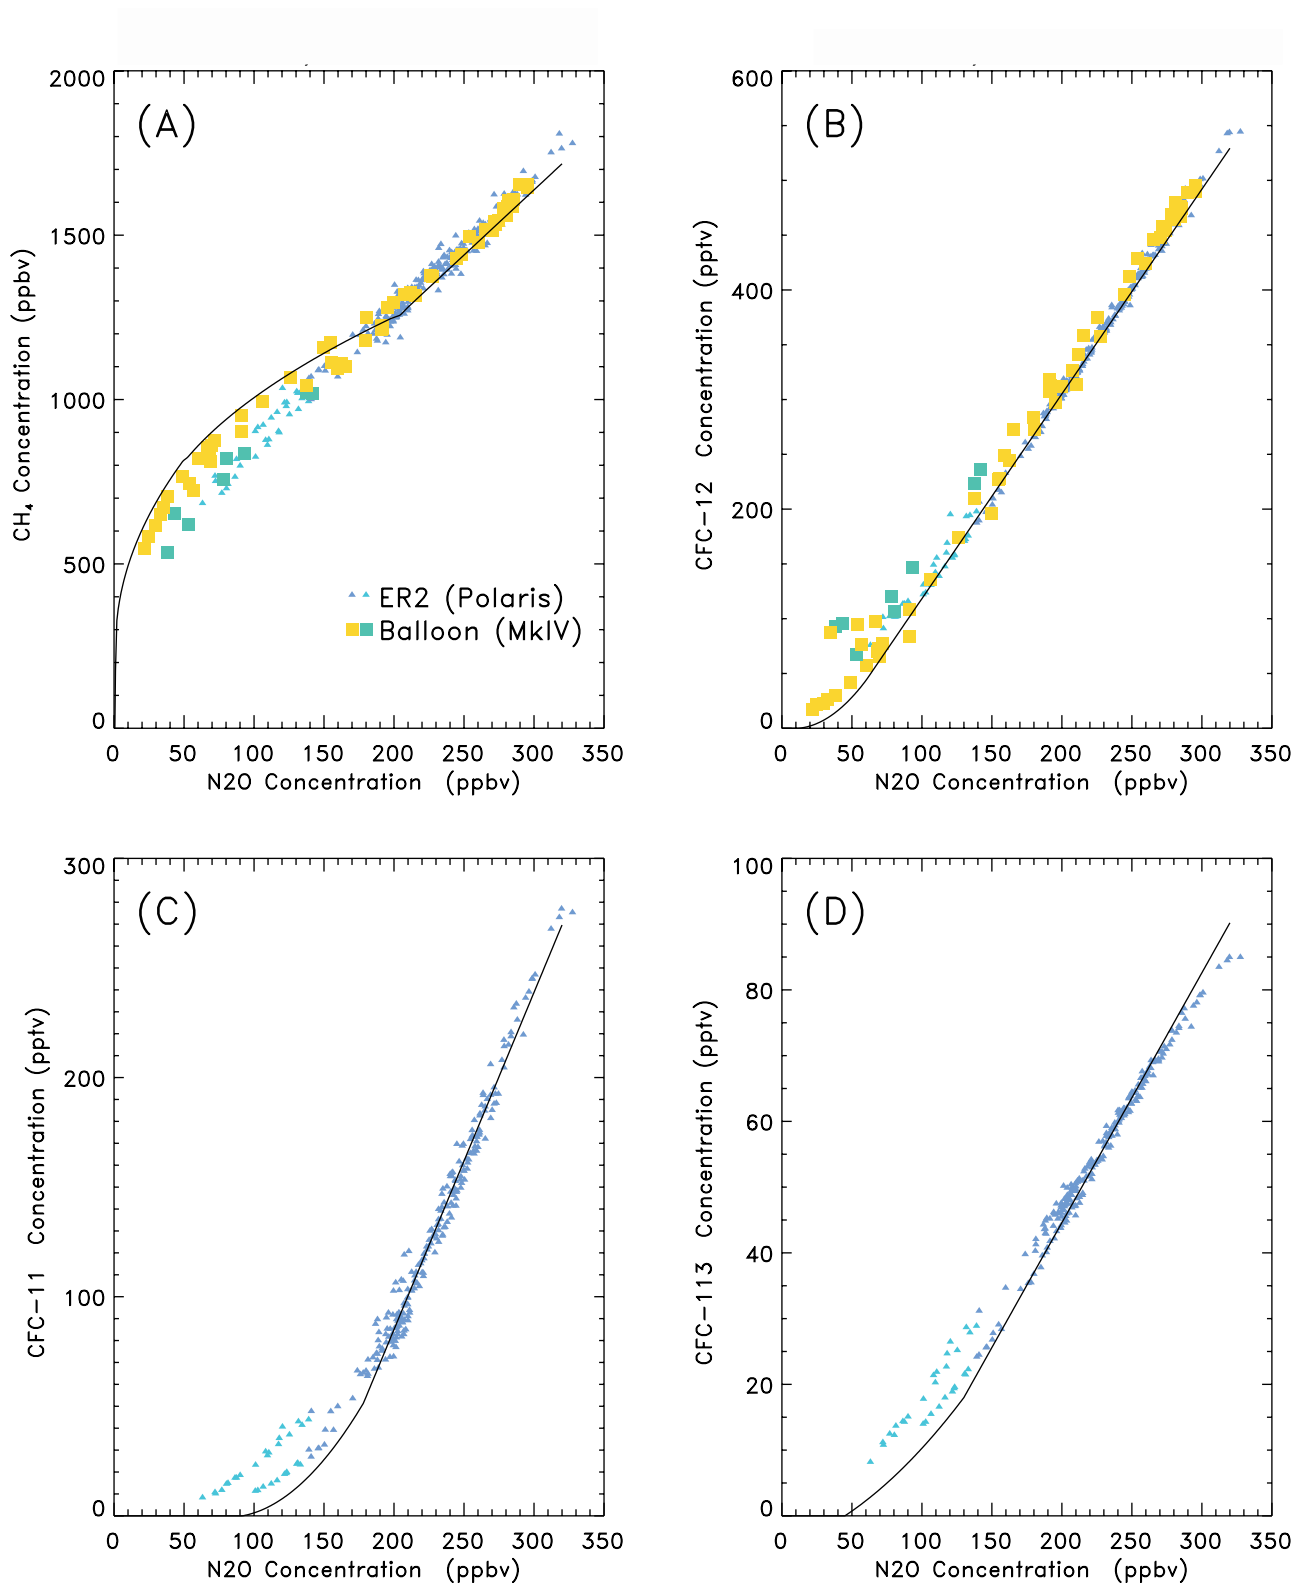 (A)
CH₄ Concentration (ppbv)
2000
1500
1000
500
0
ER2 (Polaris)
Balloon (MkIV)
0 50 100 150 200 250 300 350
N2O Concentration (ppbv)
(B)
CFC-12 Concentration (pptv)
600
400
200
0
0 50 100 150 200 250 300 350
N2O Concentration (ppbv)
(C)
CFC-11 Concentration (pptv)
300
200
100
0
0 50 100 150 200 250 300 350
N2O Concentration (ppbv)
(D)
CFC-113 Concentration (pptv)
100
80
60
40
20
0
0 50 100 150 200 250 300 350
N2O Concentration (ppbv)